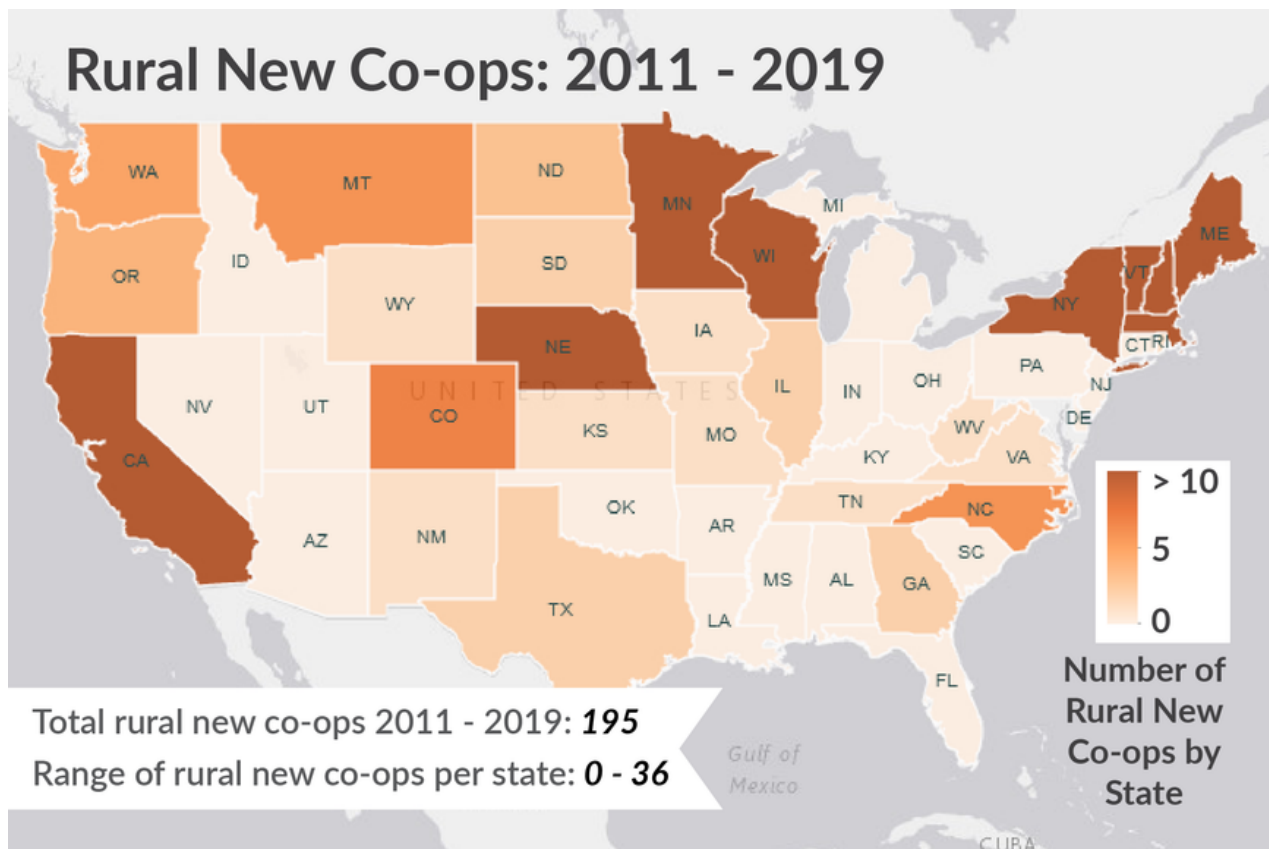 Rural New Co-ops: 2011 - 2019
WA
MT
ND
MN
MI
ME
OR
ID
SD
WI
VT
WY
NY
IA
NE
CT
RI
PA
NV
UT
CO
UNITED STATES
IL
IN
OH
NJ
DE
KS
MO
WV
VA
CA
KY
AZ
NM
OK
AR
TN
NC
SC
MS
AL
GA
TX
LA
FL
> 10
5
0
Number of
Rural New
Co-ops by
State
Total rural new co-ops 2011 - 2019: 195
Range of rural new co-ops per state: 0 - 36
Gulf of
Mexico
CUBA